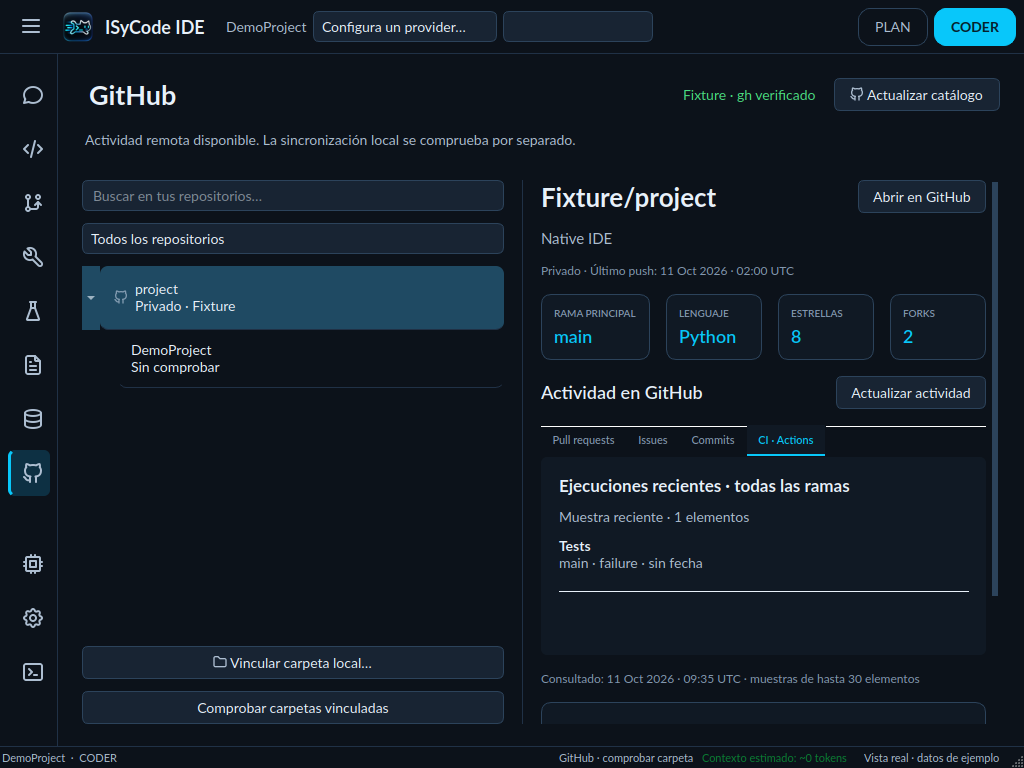 ISyCode IDE
DemoProject
Configura un provider...
PLAN
CODER
GitHub
Fixture · gh verificado
Actualizar catálogo
Actividad remota disponible. La sincronización local se comprueba por separado.
Buscar en tus repositorios...
Todos los repositorios
project
Privado · Fixture
DemoProject
Sin comprobar
Vincular carpeta local...
Comprobar carpetas vinculadas
Fixture/project
Abrir en GitHub
Native IDE
Privado · Último push: 11 Oct 2026 · 02:00 UTC
RAMA PRINCIPAL
main
LENGUAJE
Python
ESTRELLAS
8
FORKS
2
Actividad en GitHub
Actualizar actividad
Pull requests
Issues
Commits
CI · Actions
Ejecuciones recientes · todas las ramas
Muestra reciente · 1 elementos
Tests
main · failure · sin fecha
Consultado: 11 Oct 2026 · 09:35 UTC · muestras de hasta 30 elementos
DemoProject · CODER
GitHub · comprobar carpeta
Contexto estimado: ~0 tokens
Vista real · datos de ejemplo